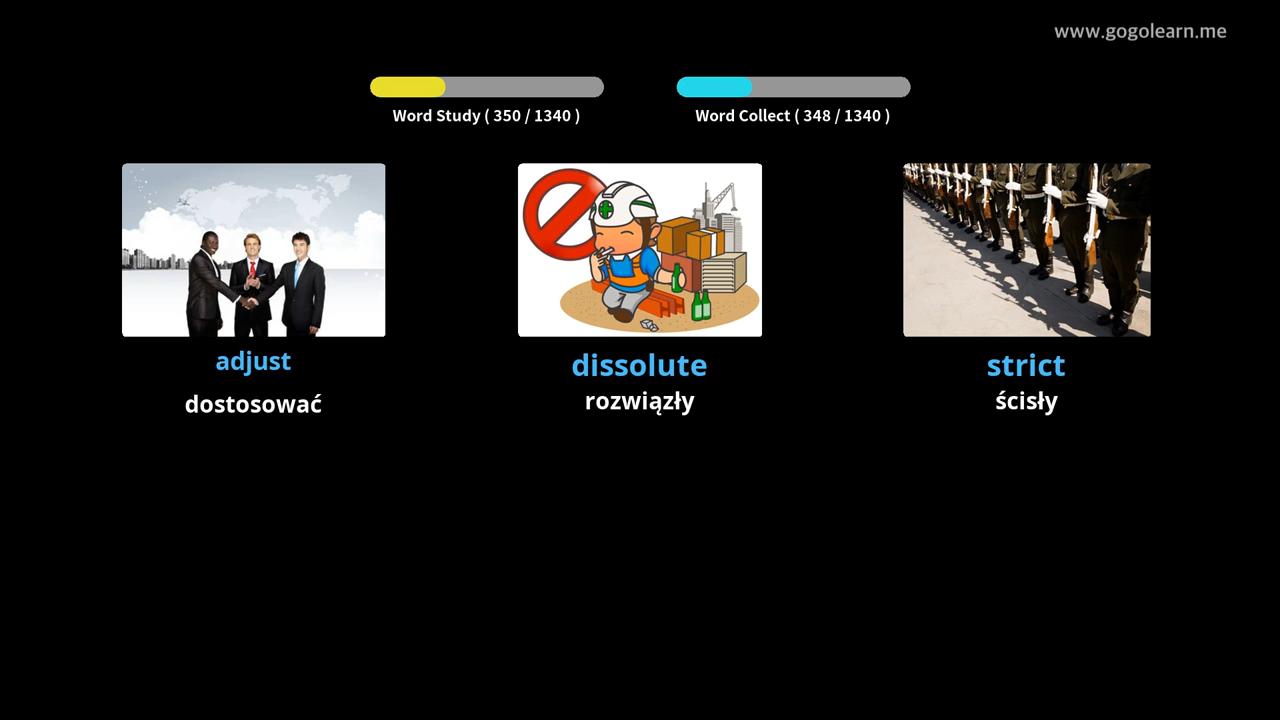 www.gogolearn.me
Word Study ( 350 / 1340 )
Word Collect ( 348 / 1340 )
adjust
dostosować
dissolute
rozwiązły
strict
ścisły